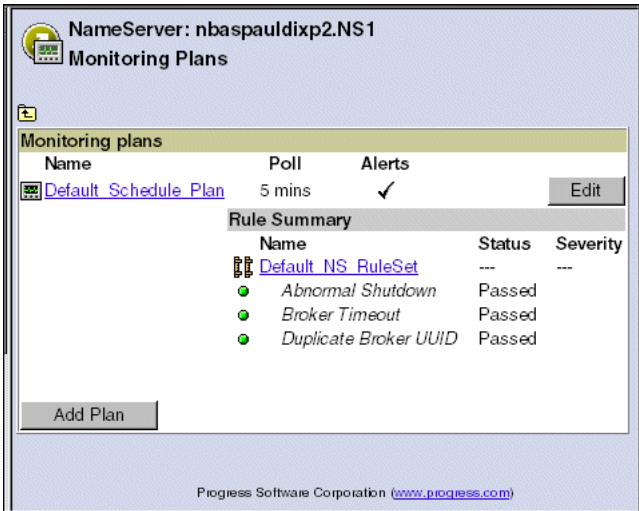 NameServer: nbaspauldixp2.NS1
Monitoring Plans
Monitoring plans
Name Poll Alerts
Default_Schedule_Plan 5 mins Edit
Rule Summary
Name Status Severity
Default_NS_RuleSet --- ---
Abnormal Shutdown Passed
Broker Timeout Passed
Duplicate Broker UUID Passed
Add Plan
Progress Software Corporation (www.progress.com)